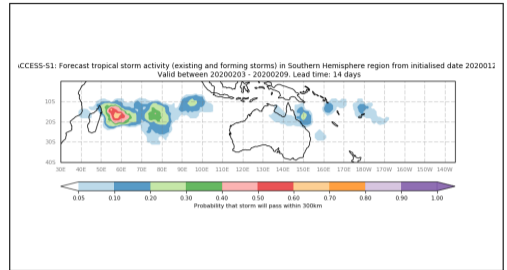 ACCESS-S1: Forecast tropical storm activity (existing and forming storms) in Southern Hemisphere region from initialised date 2020012
Valid between 20200203 - 20200209. Lead time: 14 days
10S
20S
30S
40S
30E 40E 50E 60E 70E 80E 90E 100E 110E 120E 130E 140E 150E 160E 170E 180E 170W 160W 150W 140W
0.05 0.10 0.20 0.30 0.40 0.50 0.60 0.70 0.80 0.90 1.00
Probability that storm will pass within 300km